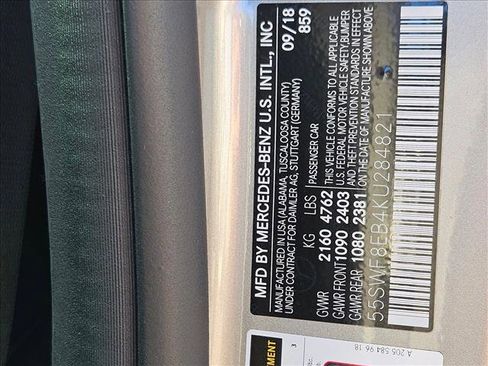 MFD BY MERCEDES-BENZ U.S. INTL., INC
09/18
859
MANUFACTURED IN USA (ALABAMA, TUSCALOOSA COUNTY)
UNDER CONTRACT FOR DAIMLER AG, STUTTGART (GERMANY)
KG LBS PASSENGER CAR
GVWR 2160 4762 THIS VEHICLE CONFORMS TO ALL APPLICABLE
GAWR FRONT 1090 2403 U.S. FEDERAL MOTOR VEHICLE SAFETY, BUMPER
GAWR REAR 1080 2381 AND THEFT PREVENTION STANDARDS IN EFFECT
ON THE DATE OF MANUFACTURE SHOWN ABOVE
55SWF8EB4KU284821
A 205 584 96 18